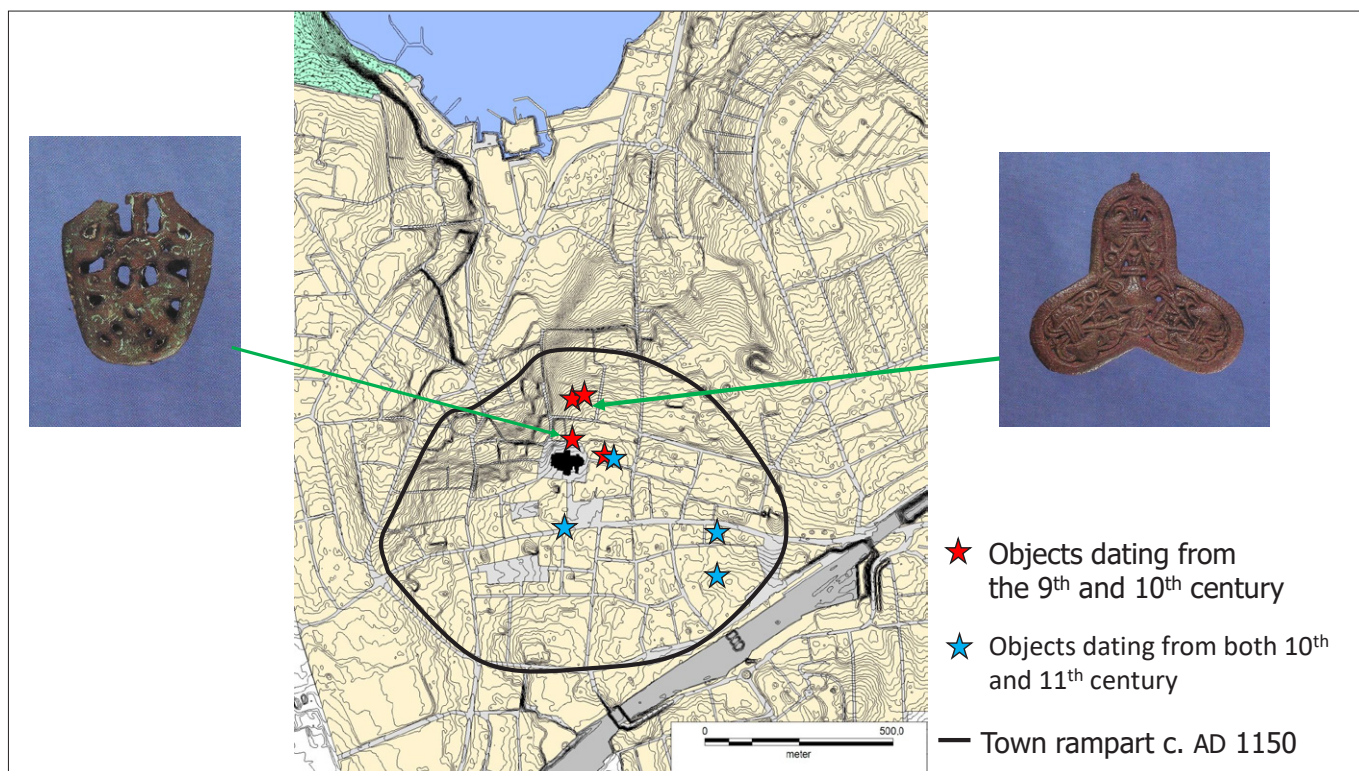 Objects dating from
the 9th and 10th century
Objects dating from both 10th
and 11th century
0 500,0
meter
Town rampart c. AD 1150